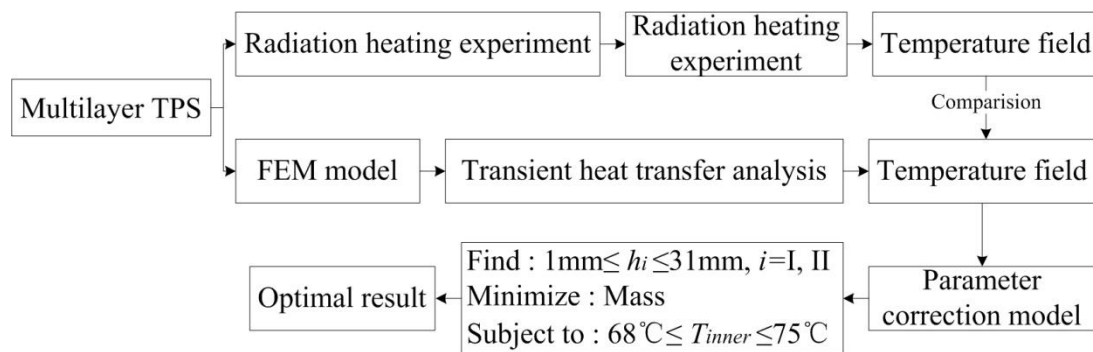 Multilayer TPS
Radiation heating experiment
Radiation heating
experiment
Temperature field
Comparision
FEM model
Transient heat transfer analysis
Temperature field
Parameter
correction model
Find : 1mm≤ hi ≤31mm, i=I, II
Minimize : Mass
Subject to : 68℃≤ Tinner ≤75℃
Optimal result